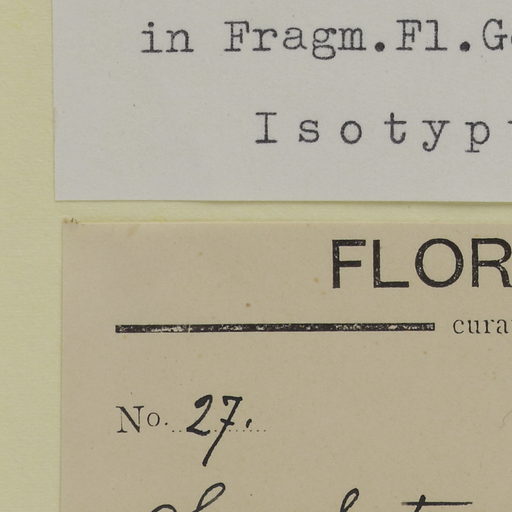 in Fragm.Fl.G
Isotyp
FLOR
cura
No. 27.